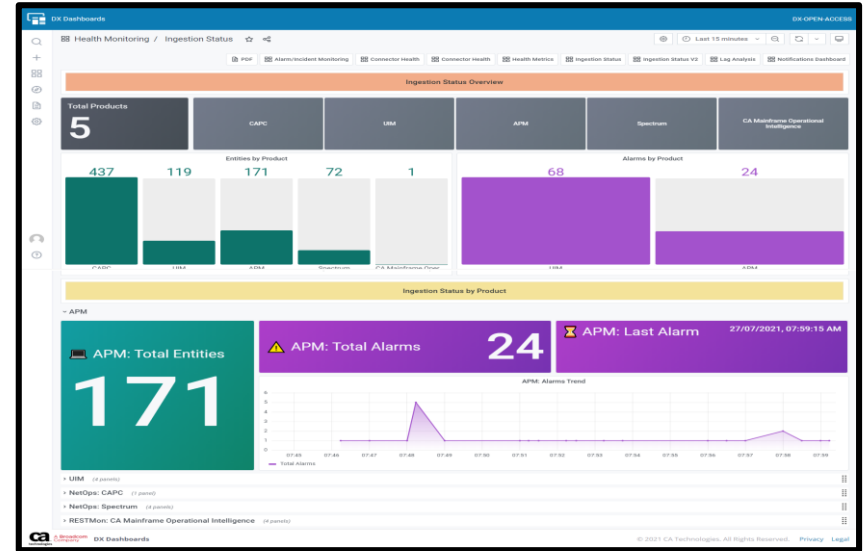 DX Dashboards
DX-OPEN-ACCESS
Health Monitoring / Ingestion Status
Last 15 minutes
PDF
Alarm/Incident Monitoring
Connector Health
Connector Health
Health Metrics
Ingestion Status
Ingestion Status V2
Lag Analysis
Notifications Dashboard
Ingestion Status Overview
Total Products
5
CAPC
UIM
APM
Spectrum
CA Mainframe Operational
Intelligence
Entities by Product
437 119 171 72 1
CAPC UIM APM Spectrum CA Mainframe Oper...
Alarms by Product
68 24
UIM APM
Ingestion Status by Product
APM
APM: Total Entities
171
APM: Total Alarms
24
APM: Last Alarm
27/07/2021, 07:59:15 AM
APM: Alarms Trend
6
5
4
3
2
1
0
07:45 07:46 07:47 07:48 07:49 07:50 07:51 07:52 07:53 07:54 07:55 07:56 07:57 07:58 07:59
Total Alarms
UIM (4 panels)
NetOps: CAPC (1 panel)
NetOps: Spectrum (4 panels)
RESTMon: CA Mainframe Operational Intelligence (4 panels)
ca
technologies
A Broadcom
Company
DX Dashboards
© 2021 CA Technologies. All Rights Reserved. Privacy Legal